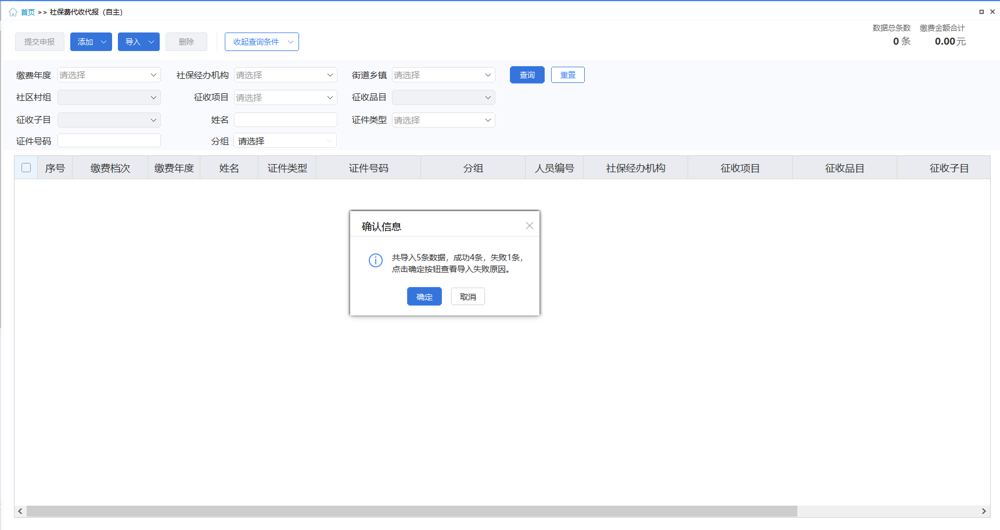 首页 >> 社保费代收代报（自主）
数据总条数 缴费金额合计
0 条 0.00元
提交申报 添加 导入 删除 收起查询条件
缴费年度 请选择 社保经办机构 请选择 街道乡镇 请选择 查询 重置
社区村组 征收项目 请选择 征收品目
征收子目 姓名 证件类型 请选择
证件号码 分组 请选择
序号 缴费档次 缴费年度 姓名 证件类型 证件号码 分组 人员编号 社保经办机构 征收项目 征收品目 征收子目
确认信息
共导入5条数据，成功4条，失败1条，
点击确定按钮查看导入失败原因。
确定 取消